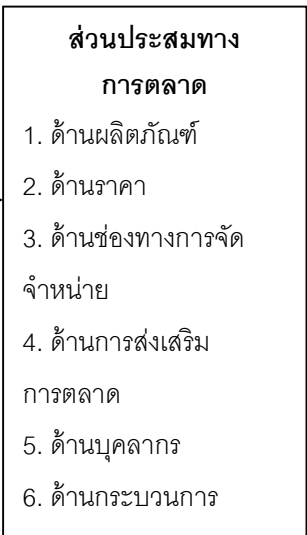 ส่วนประสมทาง
การตลาด
1. ด้านผลิตภัณฑ์
2. ด้านราคา
3. ด้านช่องทางการจัด
จำหน่าย
4. ด้านการส่งเสริม
การตลาด
5. ด้านบุคลากร
6. ด้านกระบวนการ